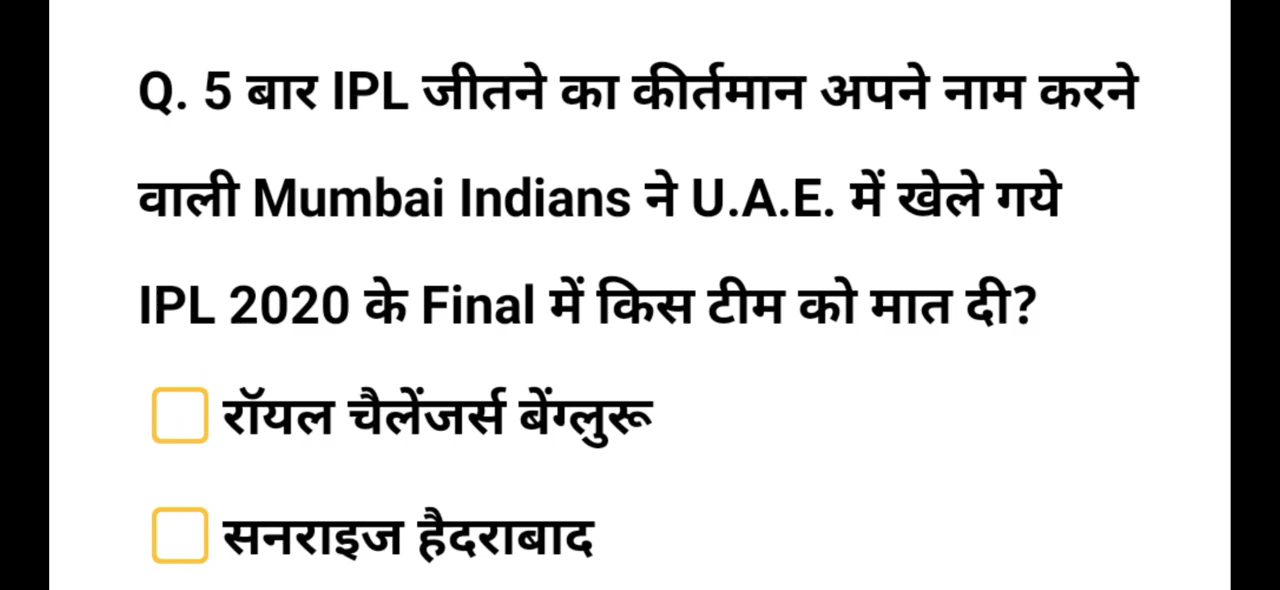 Q. 5 बार IPL जीतने का कीर्तमान अपने नाम करने
वाली Mumbai Indians ने U.A.E. में खेले गये
IPL 2020 के Final में किस टीम को मात दी?
रॉयल चैलेंजर्स बेंग्लुरू
सनराइज हैदराबाद